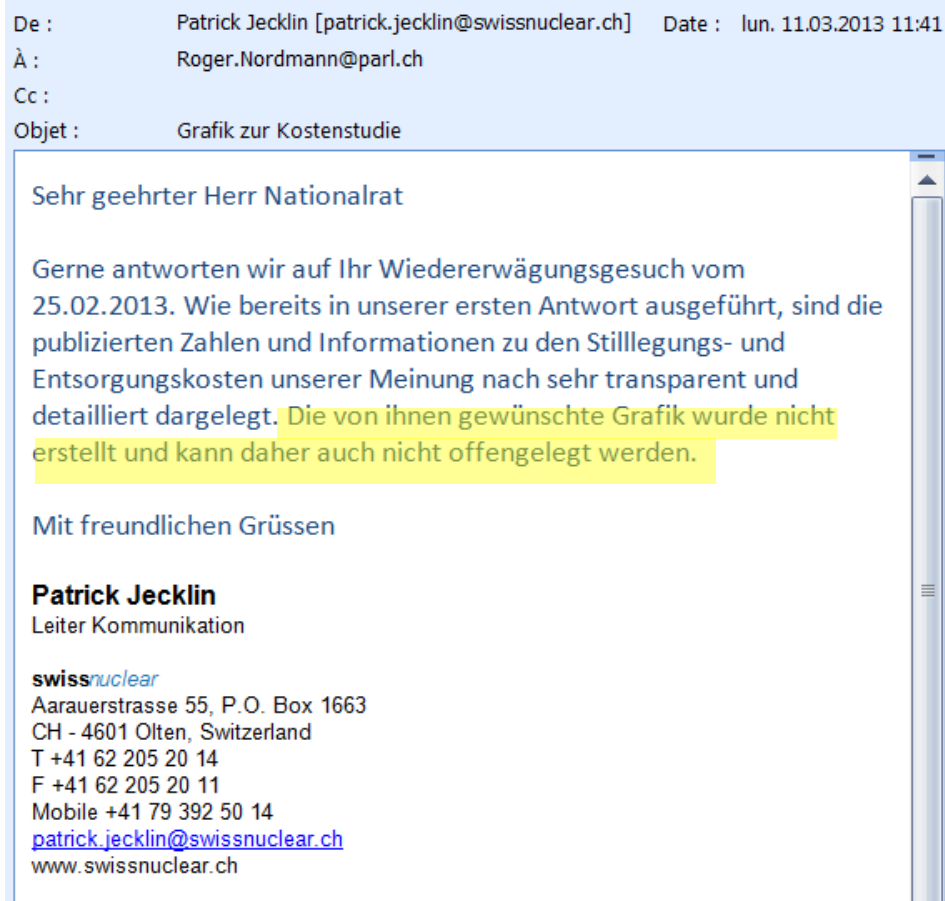 De : Patrick Jecklin [patrick.jecklin@swissnuclear.ch] Date : lun. 11.03.2013 11:41
À : Roger.Nordmann@parl.ch
Cc :
Objet : Grafik zur Kostenstudie
Sehr geehrter Herr Nationalrat
Gerne antworten wir auf Ihr Wiedererwägungsgesuch vom
25.02.2013. Wie bereits in unserer ersten Antwort ausgeführt, sind die
publizierten Zahlen und Informationen zu den Stilllegungs- und
Entsorgungskosten unserer Meinung nach sehr transparent und
detailliert dargelegt. Die von ihnen gewünschte Grafik wurde nicht
erstellt und kann daher auch nicht offengelegt werden.
Mit freundlichen Grüssen
Patrick Jecklin
Leiter Kommunikation
swissnuclear
Aarauerstrasse 55, P.O. Box 1663
CH - 4601 Olten, Switzerland
T +41 62 205 20 14
F +41 62 205 20 11
Mobile +41 79 392 50 14
patrick.jecklin@swissnuclear.ch
www.swissnuclear.ch